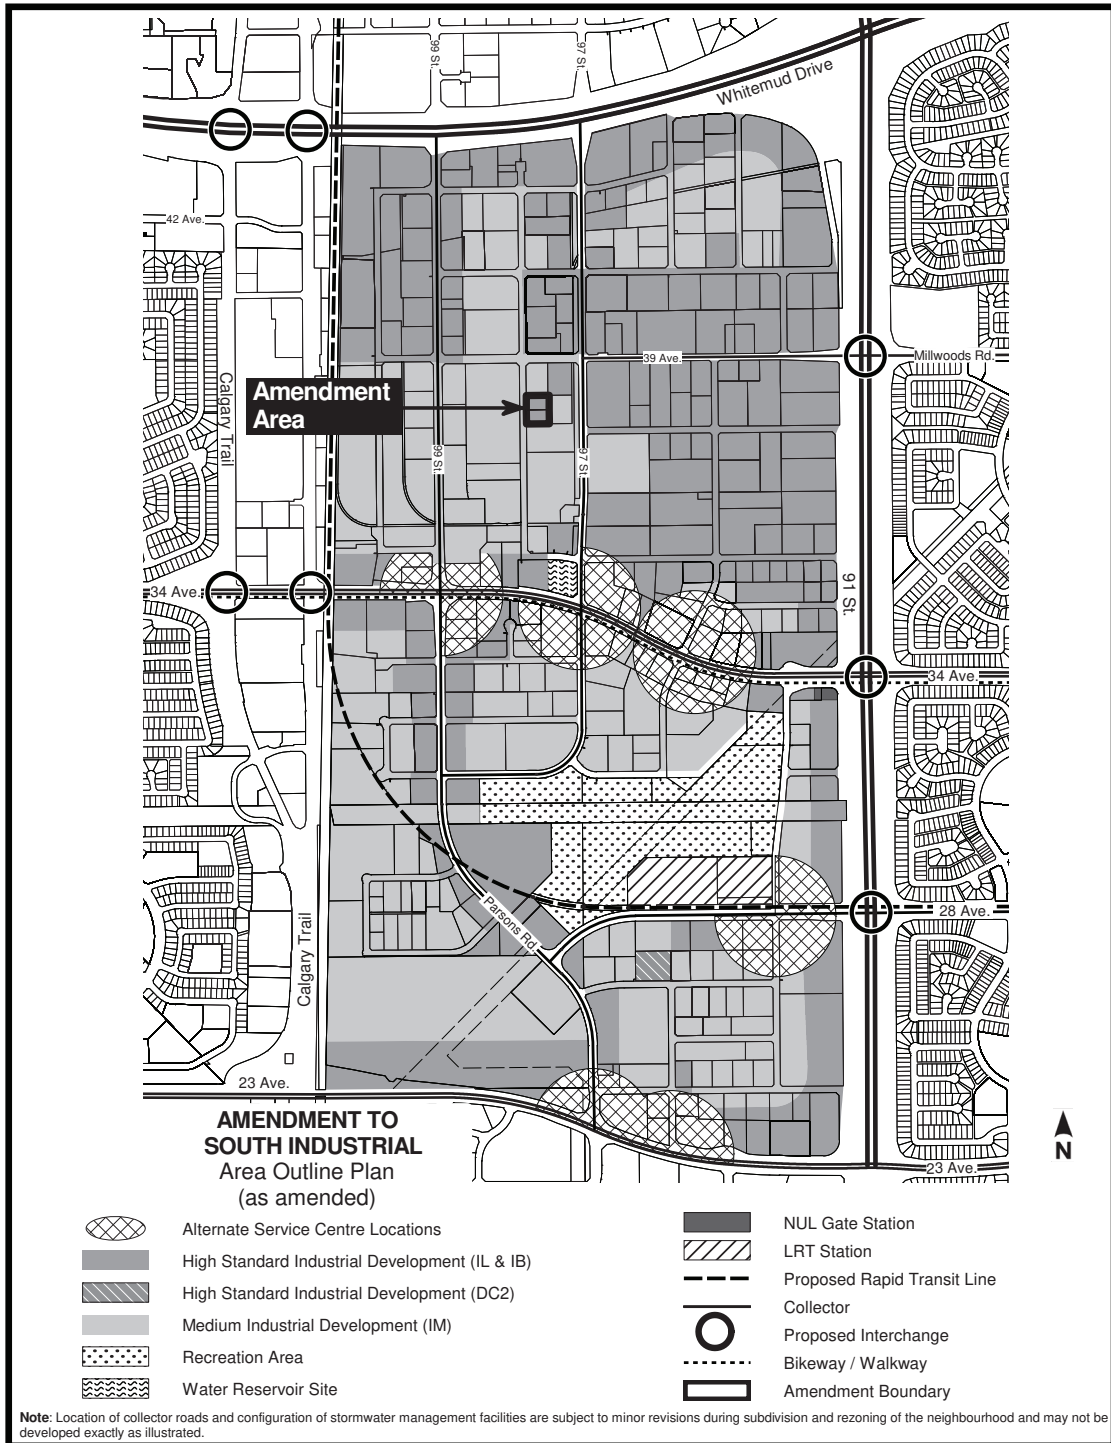 99 St.
97 St.
Whitemud Drive
42 Ave.
39 Ave.
Millwoods Rd.
Calgary Trail
Amendment
Area
99 St.
97 St.
34 Ave.
91 St.
34 Ave.
Parsons Rd
28 Ave.
Calgary Trail
23 Ave.
23 Ave.
AMENDMENT TO
SOUTH INDUSTRIAL
Area Outline Plan
(as amended)
N
Alternate Service Centre Locations
High Standard Industrial Development (IL & IB)
High Standard Industrial Development (DC2)
Medium Industrial Development (IM)
Recreation Area
Water Reservoir Site
NUL Gate Station
LRT Station
Proposed Rapid Transit Line
Collector
Proposed Interchange
Bikeway / Walkway
Amendment Boundary
Note: Location of collector roads and configuration of stormwater management facilities are subject to minor revisions during subdivision and rezoning of the neighbourhood and may not be
developed exactly as illustrated.